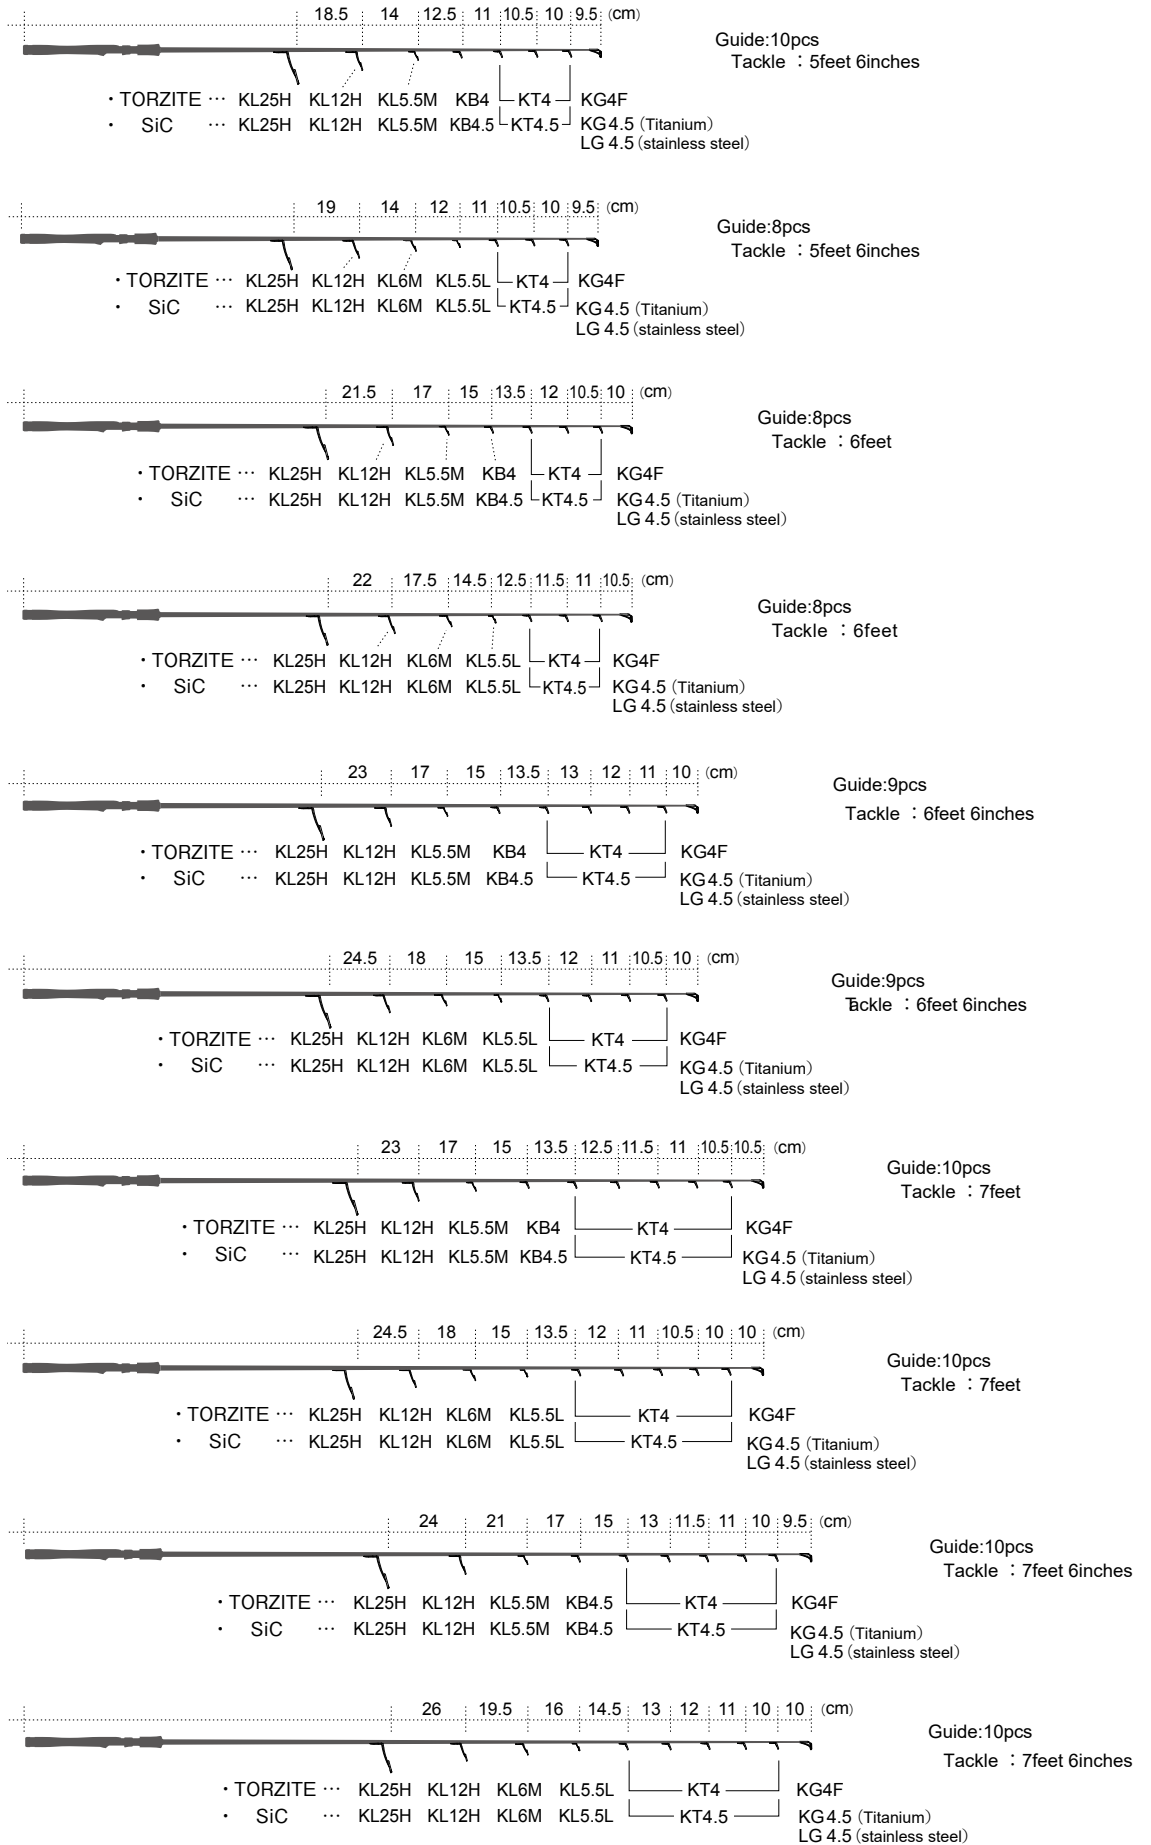 18.5 14 12.5 11 10.5 10 9.5 (cm)
Guide:10pcs
Tackle :5feet 6inches
・TORZITE … KL25H KL12H KL5.5M KB4 KT4 KG4F
・ SiC … KL25H KL12H KL5.5M KB4.5 KT4.5 KG4.5 (Titanium)
LG 4.5 (stainless steel)
19 14 12 11 10.5 10 9.5 (cm)
Guide:8pcs
Tackle :5feet 6inches
・TORZITE … KL25H KL12H KL6M KL5.5L KT4 KG4F
・ SiC … KL25H KL12H KL6M KL5.5L KT4.5 KG4.5 (Titanium)
LG 4.5 (stainless steel)
21.5 17 15 13.5 12 10.5 10 (cm)
Guide:8pcs
Tackle :6feet
・TORZITE … KL25H KL12H KL5.5M KB4 KT4 KG4F
・ SiC … KL25H KL12H KL5.5M KB4.5 KT4.5 KG4.5 (Titanium)
LG 4.5 (stainless steel)
22 17.5 14.5 12.5 11.5 11 10.5 (cm)
Guide:8pcs
Tackle :6feet
・TORZITE … KL25H KL12H KL6M KL5.5L KT4 KG4F
・ SiC … KL25H KL12H KL6M KL5.5L KT4.5 KG4.5 (Titanium)
LG 4.5 (stainless steel)
23 17 15 13.5 13 12 11 10 (cm)
Guide:9pcs
Tackle :6feet 6inches
・TORZITE … KL25H KL12H KL5.5M KB4 KT4 KG4F
・ SiC … KL25H KL12H KL5.5M KB4.5 KT4.5 KG4.5 (Titanium)
LG 4.5 (stainless steel)
24.5 18 15 13.5 12 11 10.5 10 (cm)
Guide:9pcs
Tackle :6feet 6inches
・TORZITE … KL25H KL12H KL6M KL5.5L KT4 KG4F
・ SiC … KL25H KL12H KL6M KL5.5L KT4.5 KG4.5 (Titanium)
LG 4.5 (stainless steel)
23 17 15 13.5 12.5 11.5 11 10.5 10.5 (cm)
Guide:10pcs
Tackle :7feet
・TORZITE … KL25H KL12H KL5.5M KB4 KT4 KG4F
・ SiC … KL25H KL12H KL5.5M KB4.5 KT4.5 KG4.5 (Titanium)
LG 4.5 (stainless steel)
24.5 18 15 13.5 12 11 10.5 10 10 (cm)
Guide:10pcs
Tackle :7feet
・TORZITE … KL25H KL12H KL6M KL5.5L KT4 KG4F
・ SiC … KL25H KL12H KL6M KL5.5L KT4.5 KG4.5 (Titanium)
LG 4.5 (stainless steel)
24 21 17 15 13 11.5 11 10 9.5 (cm)
Guide:10pcs
Tackle :7feet 6inches
・TORZITE … KL25H KL12H KL5.5M KB4.5 KT4 KG4F
・ SiC … KL25H KL12H KL5.5M KB4.5 KT4.5 KG4.5 (Titanium)
LG 4.5 (stainless steel)
26 19.5 16 14.5 13 12 11 10 10 (cm)
Guide:10pcs
Tackle :7feet 6inches
・TORZITE … KL25H KL12H KL6M KL5.5L KT4 KG4F
・ SiC … KL25H KL12H KL6M KL5.5L KT4.5 KG4.5 (Titanium)
LG 4.5 (stainless steel)